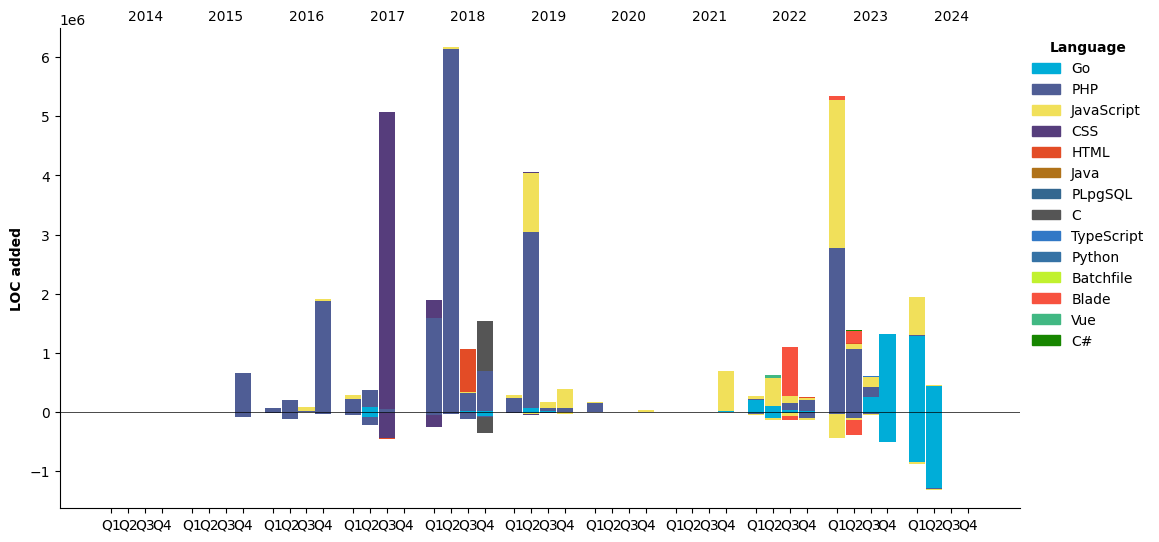 1e6
2014 2015 2016 2017 2018 2019 2020 2021 2022 2023 2024
Language
Go
PHP
JavaScript
CSS
HTML
Java
PLpgSQL
C
TypeScript
Python
Batchfile
Blade
Vue
C#
LOC added
6
5
4
3
2
1
0
−1
Q1Q2Q3Q4 Q1Q2Q3Q4 Q1Q2Q3Q4 Q1Q2Q3Q4 Q1Q2Q3Q4 Q1Q2Q3Q4 Q1Q2Q3Q4 Q1Q2Q3Q4 Q1Q2Q3Q4 Q1Q2Q3Q4 Q1Q2Q3Q4